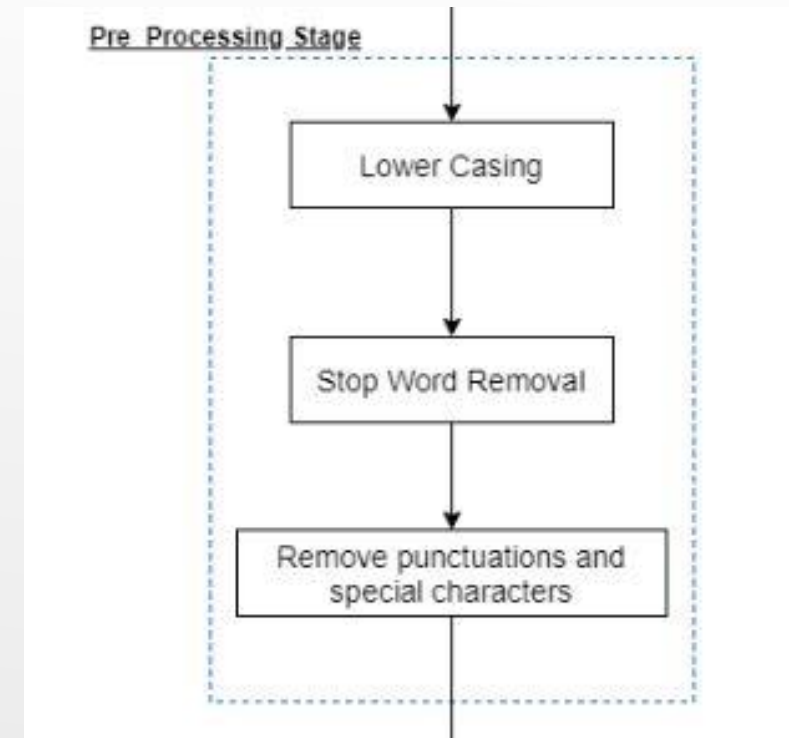 Pre Processing Stage
Lower Casing
Stop Word Removal
Remove punctuations and
special characters